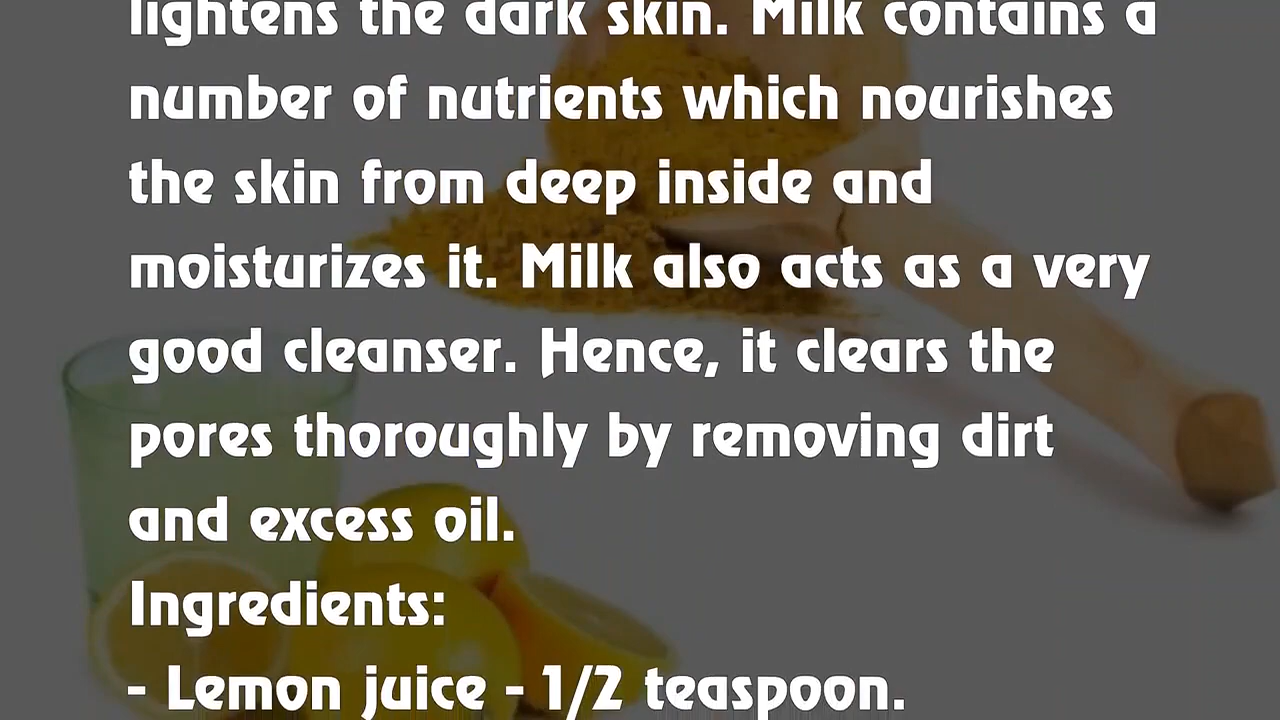 lightens the dark skin. Milk contains a
number of nutrients which nourishes
the skin from deep inside and
moisturizes it. Milk also acts as a very
good cleanser. Hence, it clears the
pores thoroughly by removing dirt
and excess oil.
Ingredients:
- Lemon juice - 1/2 teaspoon.